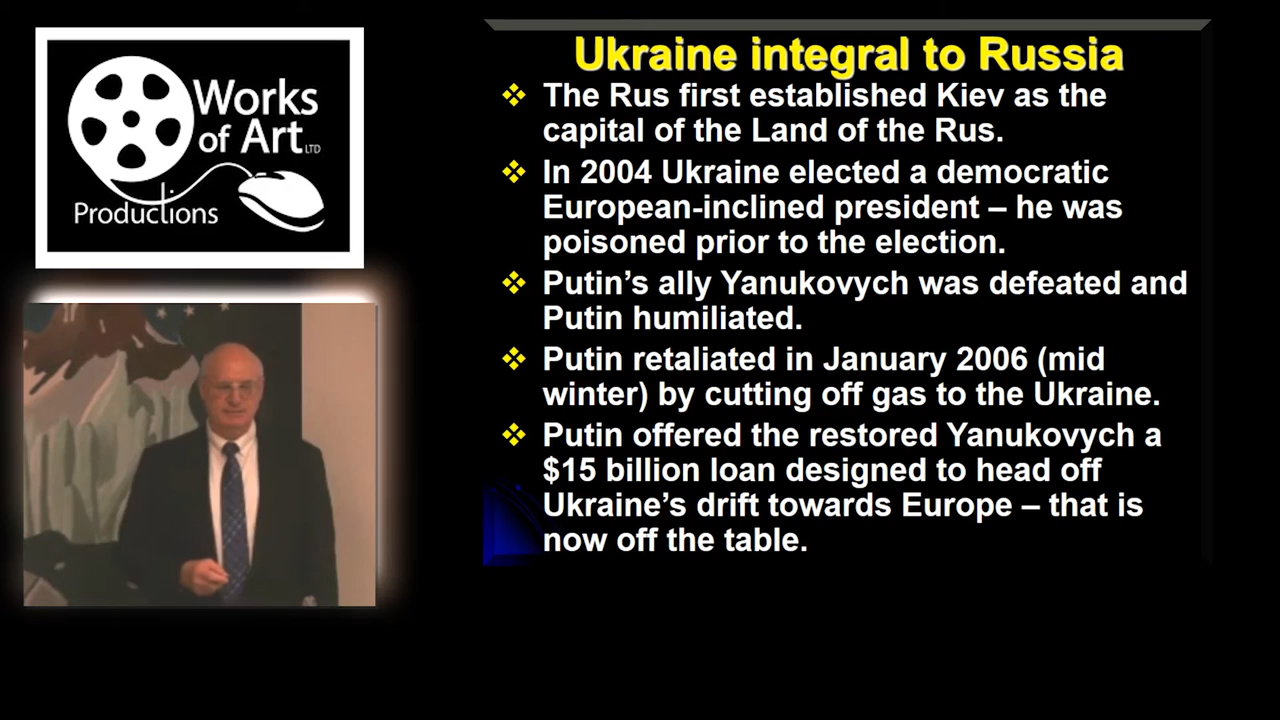 Works
of Art LTD
Productions
Ukraine integral to Russia
The Rus first established Kiev as the
capital of the Land of the Rus.
In 2004 Ukraine elected a democratic
European-inclined president – he was
poisoned prior to the election.
Putin’s ally Yanukovych was defeated and
Putin humiliated.
Putin retaliated in January 2006 (mid
winter) by cutting off gas to the Ukraine.
Putin offered the restored Yanukovych a
$15 billion loan designed to head off
Ukraine’s drift towards Europe – that is
now off the table.